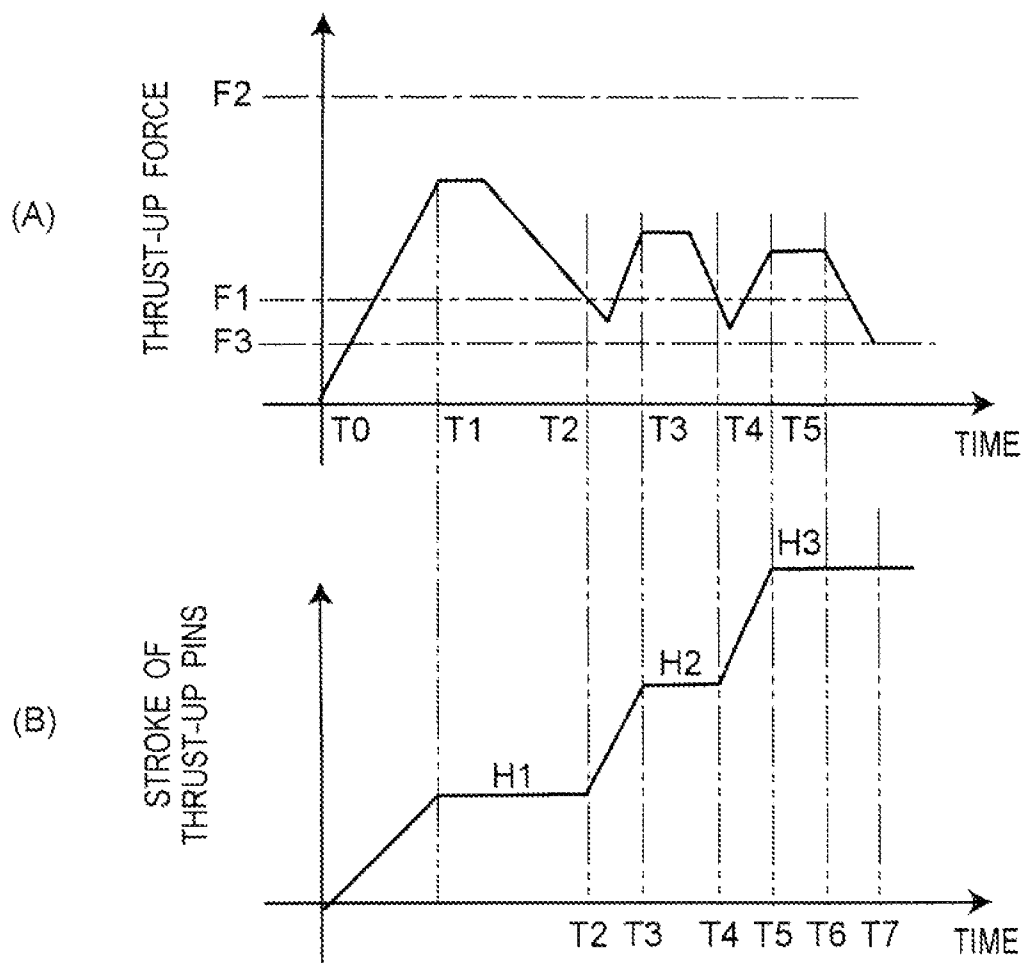 (A)
THRUST-UP FORCE
F2
F1
F3
T0 T1 T2 T3 T4 T5
TIME
(B)
STROKE OF
THRUST-UP PINS
H1
H2
H3
T2 T3 T4 T5 T6 T7
TIME